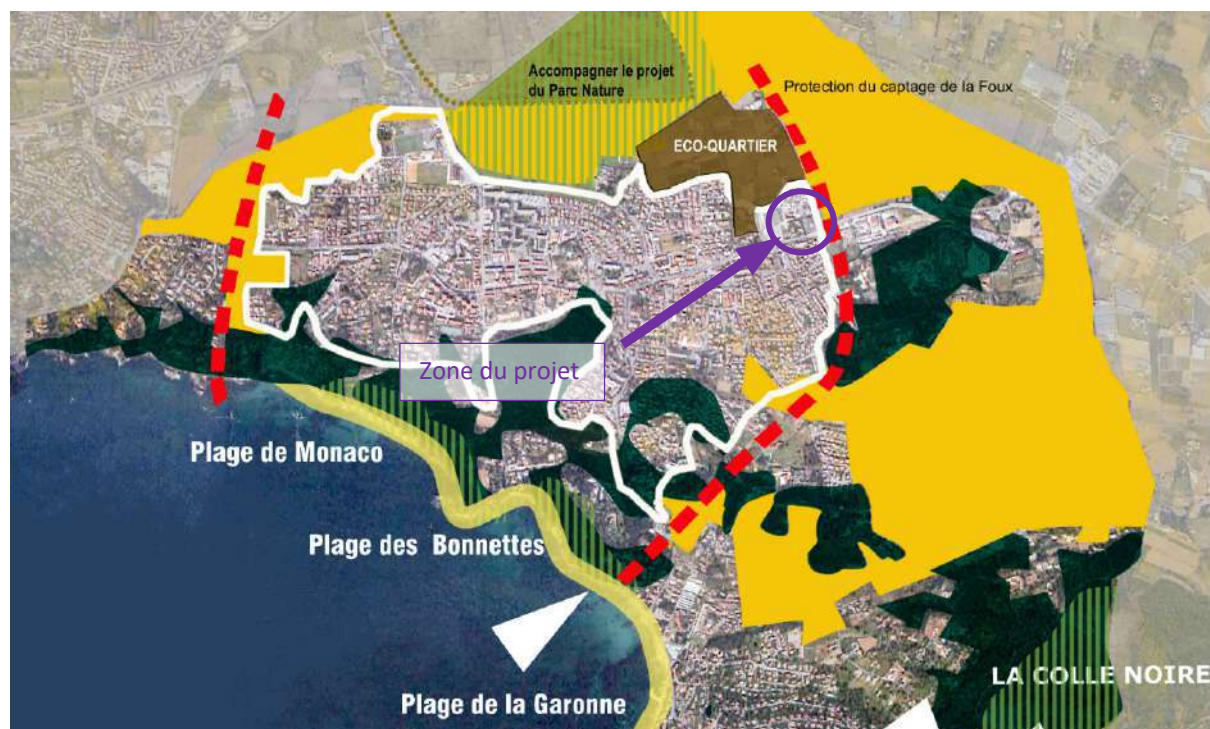 Accompagner le projet
du Parc Nature
Protection du captage de la Foux
ECO-QUARTIER
Zone du projet
Plage de Monaco
Plage des Bonnettes
LA COLLE NOIRE
Plage de la Garonne